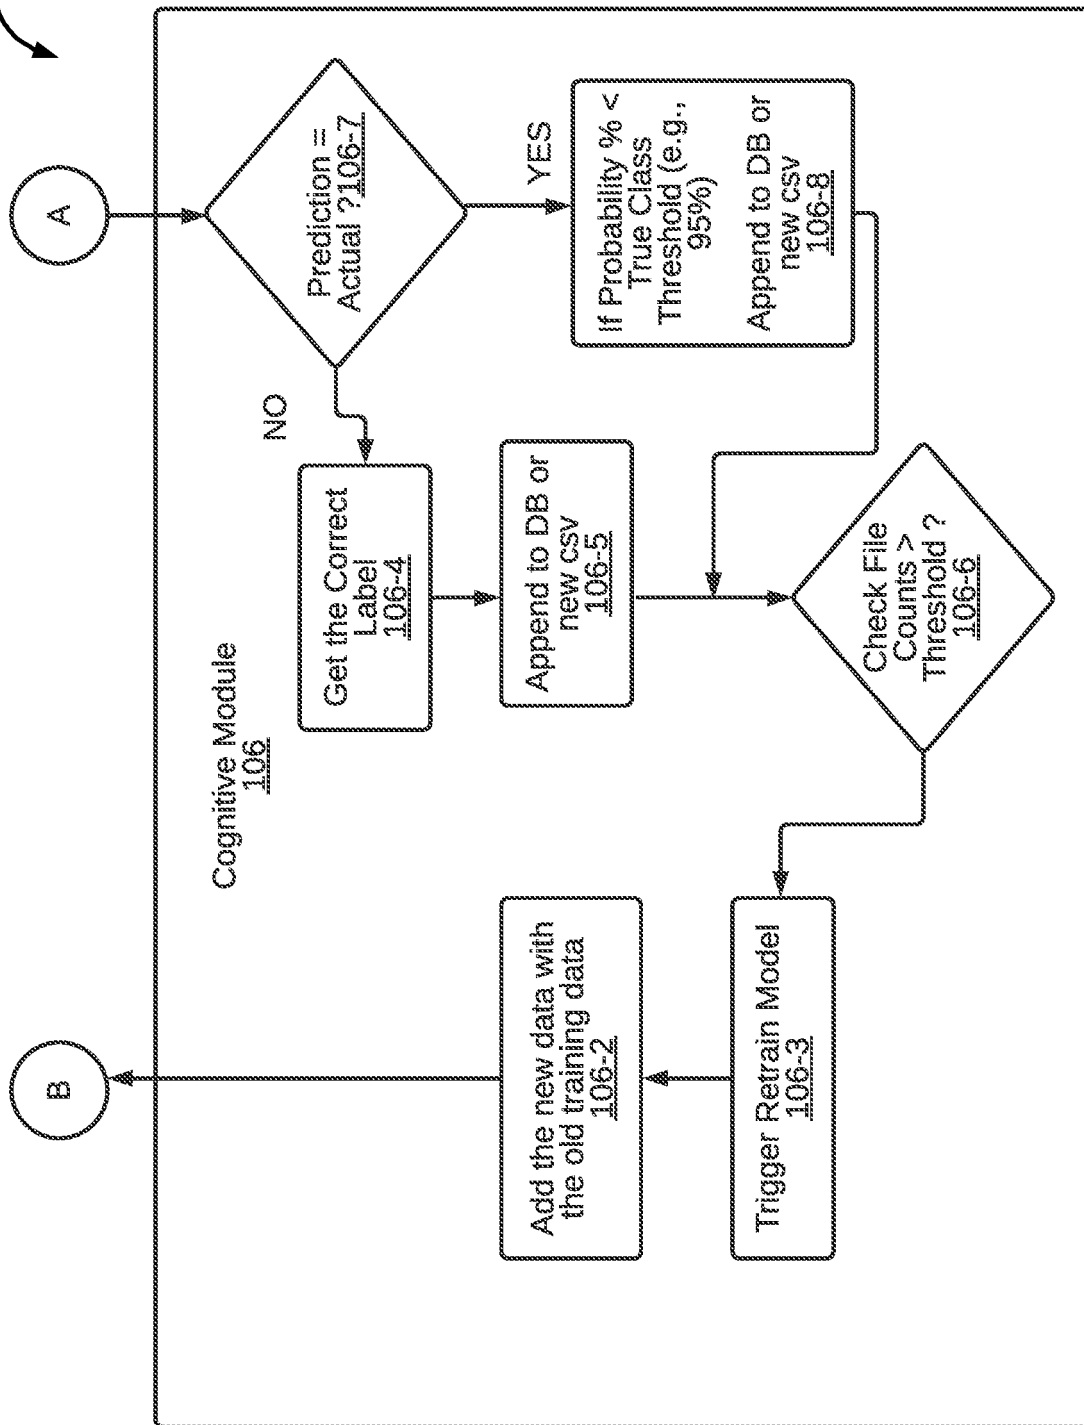 A
Prediction =
Actual ?106-7
YES
If Probability % <
True Class
Threshold (e.g.,
95%)
Append to DB or
new csv
106-8
NO
Get the Correct
Label
106-4
Append to DB or
new csv
106-5
Check File
Counts >
Threshold ?
106-6
Cognitive Module
106
Trigger Retrain Model
106-3
Add the new data with
the old training data
106-2
B